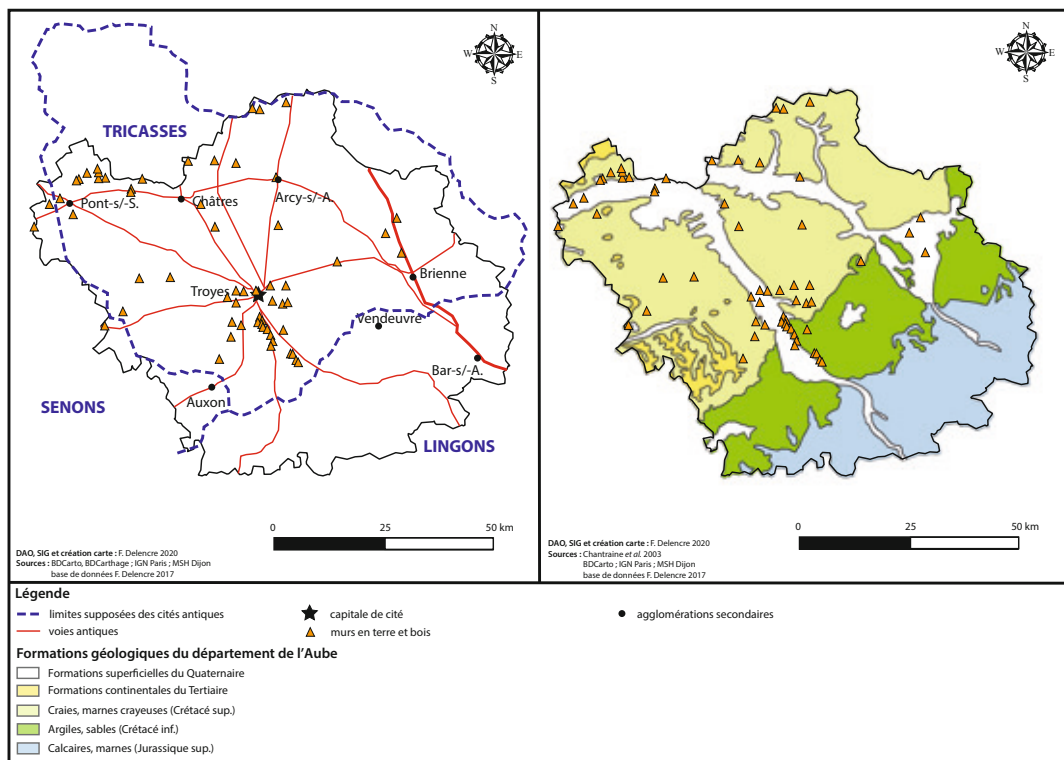 N
W E
S
TRICASSES
Pont-s/-S.
Châtres
Arcy-s/-A.
Troyes
Brienne
Vendeuvre
Bar-s/-A.
Auxon
SENONS
LINGONS
0 25 50 km
DAO, SIG et création carte : F. Delencre 2020
Sources : BDCarto, BDCarthage ; IGN Paris ; MSH Dijon
base de données F. Delencre 2017
N
W E
S
0 25 50 km
DAO, SIG et création carte : F. Delencre 2020
Sources : Chantraine et al. 2003
BDCarto ; IGN Paris ; MSH Dijon
base de données F. Delencre 2017
Légende
limites supposées des cités antiques
capitale de cité
agglomérations secondaires
voies antiques
murs en terre et bois
Formations géologiques du département de l'Aube
Formations superficielles du Quaternaire
Formations continentales du Tertiaire
Craies, marnes crayeuses (Crétacé sup.)
Argiles, sables (Crétacé inf.)
Calcaires, marnes (Jurassique sup.)